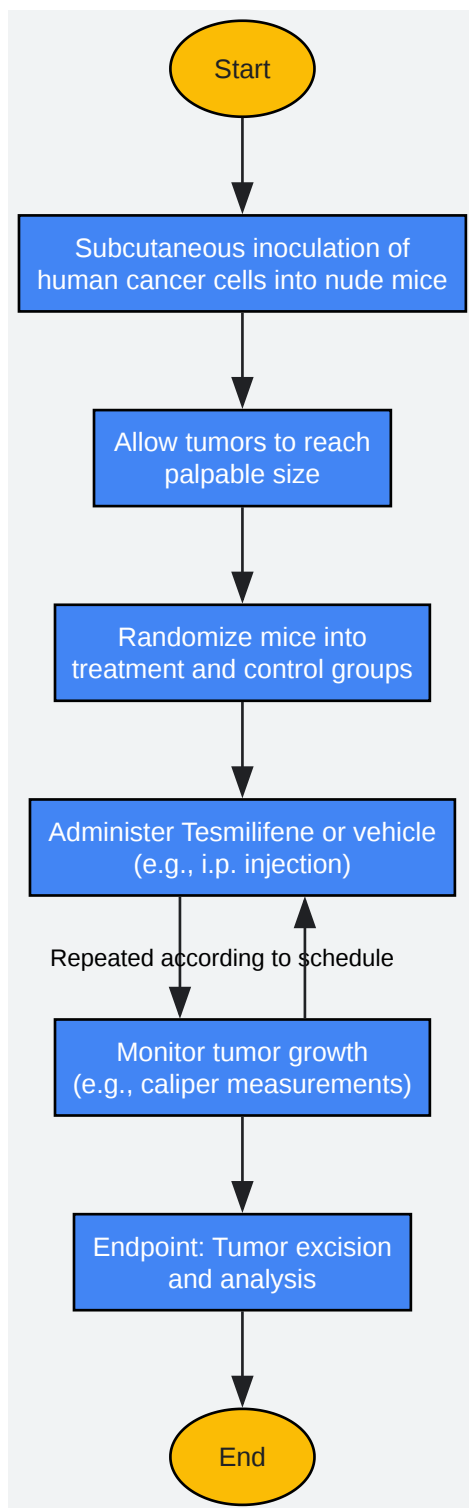 Start
Subcutaneous inoculation of
human cancer cells into nude mice
Allow tumors to reach
palpable size
Randomize mice into
treatment and control groups
Administer Tesmilifene or vehicle
(e.g., i.p. injection)
Repeated according to schedule
Monitor tumor growth
(e.g., caliper measurements)
Endpoint: Tumor excision
and analysis
End